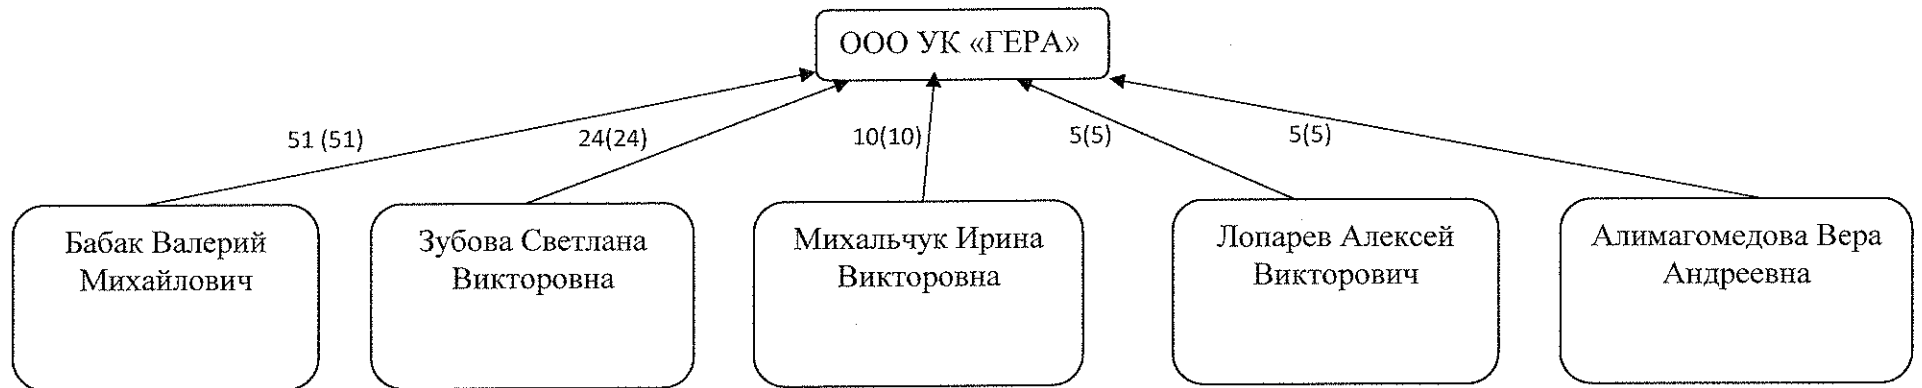 ООО УК «ГЕРА»
51 (51)
24(24)
10(10)
5(5)
5(5)
Бабак Валерий
Михайлович
Зубова Светлана
Викторовна
Михальчук Ирина
Викторовна
Лопарев Алексей
Викторович
Алимагомедова Вера
Андреевна